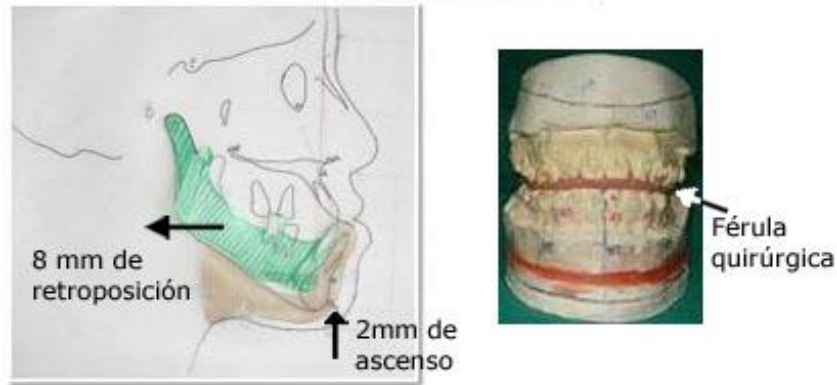 8 mm de
retroposición
2mm de
ascenso
Férula
quirúrgica